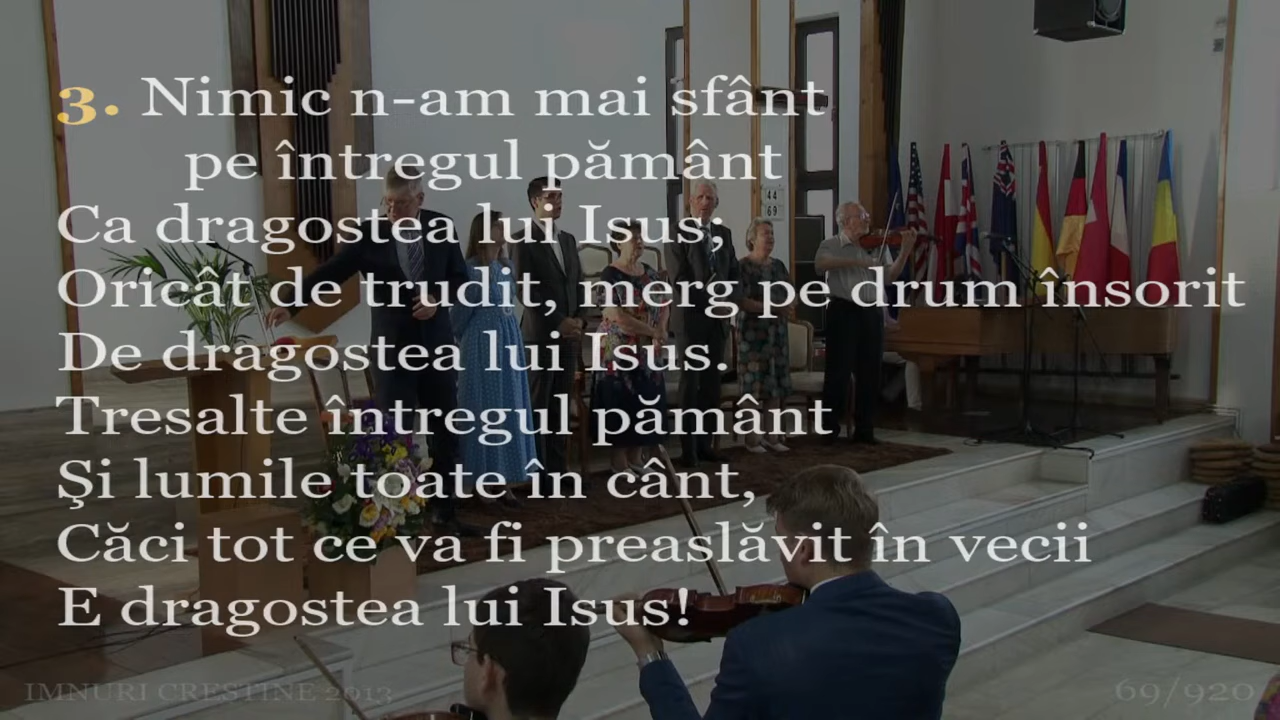 3. Nimic n-am mai sfânt
pe întregul pământ
Ca dragostea lui Isus;
Oricât de trudit, merg pe drum însorit
De dragostea lui Isus.
Tresalte întregul pământ
Şi lumile toate în cânt,
Căci tot ce va fi preaslăvit în vecii
E dragostea lui Isus!
44
69
IMNURI CRESTINE 2013
69/920